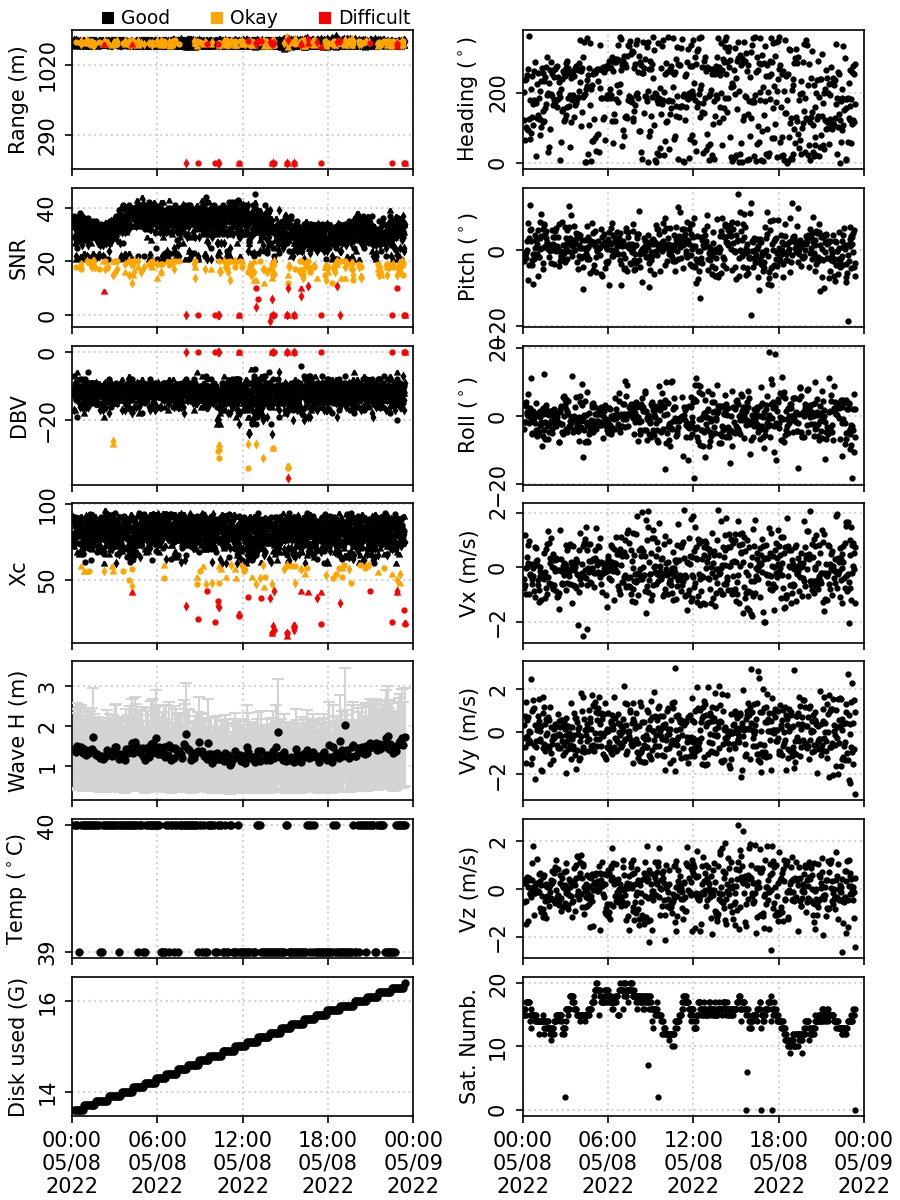 Good Okay Difficult
Range (m)
1020
290
Heading (°)
200
0
SNR
40
20
0
Pitch (°)
0
−20
DBV
0
−20
Roll (°)
20
0
−20
Xc
100
50
Vx (m/s)
2
0
−2
Wave H (m)
3
2
1
Vy (m/s)
2
0
−2
Temp (°C)
40
39
Vz (m/s)
2
0
−2
Disk used (G)
16
14
Sat. Numb.
20
10
0
00:00 06:00 12:00 18:00 00:00 00:00 06:00 12:00 18:00 00:00
05/08 05/08 05/08 05/08 05/09 05/08 05/08 05/08 05/08 05/09
2022 2022 2022 2022 2022 2022 2022 2022 2022 2022